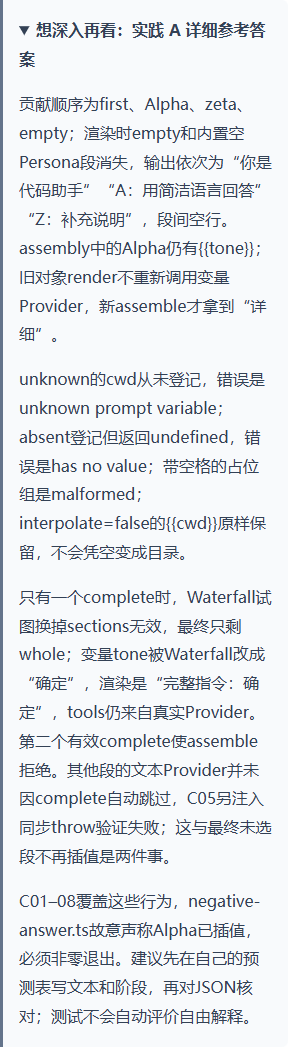 ▼ 想深入再看：实践 A 详细参考答
案
贡献顺序为first、Alpha、zeta、
empty；渲染时empty和内置空
Persona段消失，输出依次为“你是
代码助手”“A：用简洁语言回答”
“Z：补充说明”，段间空行。
assembly中的Alpha仍有{{tone}}；
旧对象render不重新调用变量
Provider，新assemble才拿到“详
细”。
unknown的cwd从未登记，错误是
unknown prompt variable；
absent登记但返回undefined，错
误是has no value；带空格的占位
组是malformed；
interpolate=false的{{cwd}}原样保
留，不会凭空变成目录。
只有一个complete时，Waterfall试
图换掉sections无效，最终只剩
whole；变量tone被Waterfall改成
“确定”，渲染是“完整指令：确
定”，tools仍来自真实Provider。
第二个有效complete使assemble
拒绝。其他段的文本Provider并未
因complete自动跳过，C05另注入
同步throw验证失败；这与最终未选
段不再插值是两件事。
C01–08覆盖这些行为，negative-
answer.ts故意声称Alpha已插值，
必须非零退出。建议先在自己的预
测表写文本和阶段，再对JSON核
对；测试不会自动评价自由解释。